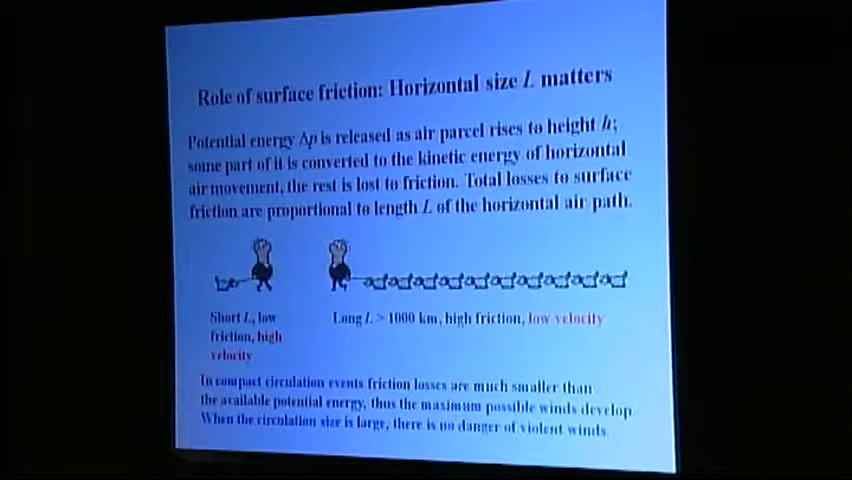 Role of surface friction: Horizontal size L matters
Potential energy Δp is released as air parcel rises to height h;
some part of it is converted to the kinetic energy of horizontal
air movement, the rest is lost to friction. Total losses to surface
friction are proportional to length L of the horizontal air path.
Short L, low
friction, high
velocity
Long L > 1000 km, high friction, low velocity
In compact circulation events friction losses are much smaller than
the available potential energy, thus the maximum possible winds develop
When the circulation size is large, there is no danger of violent winds